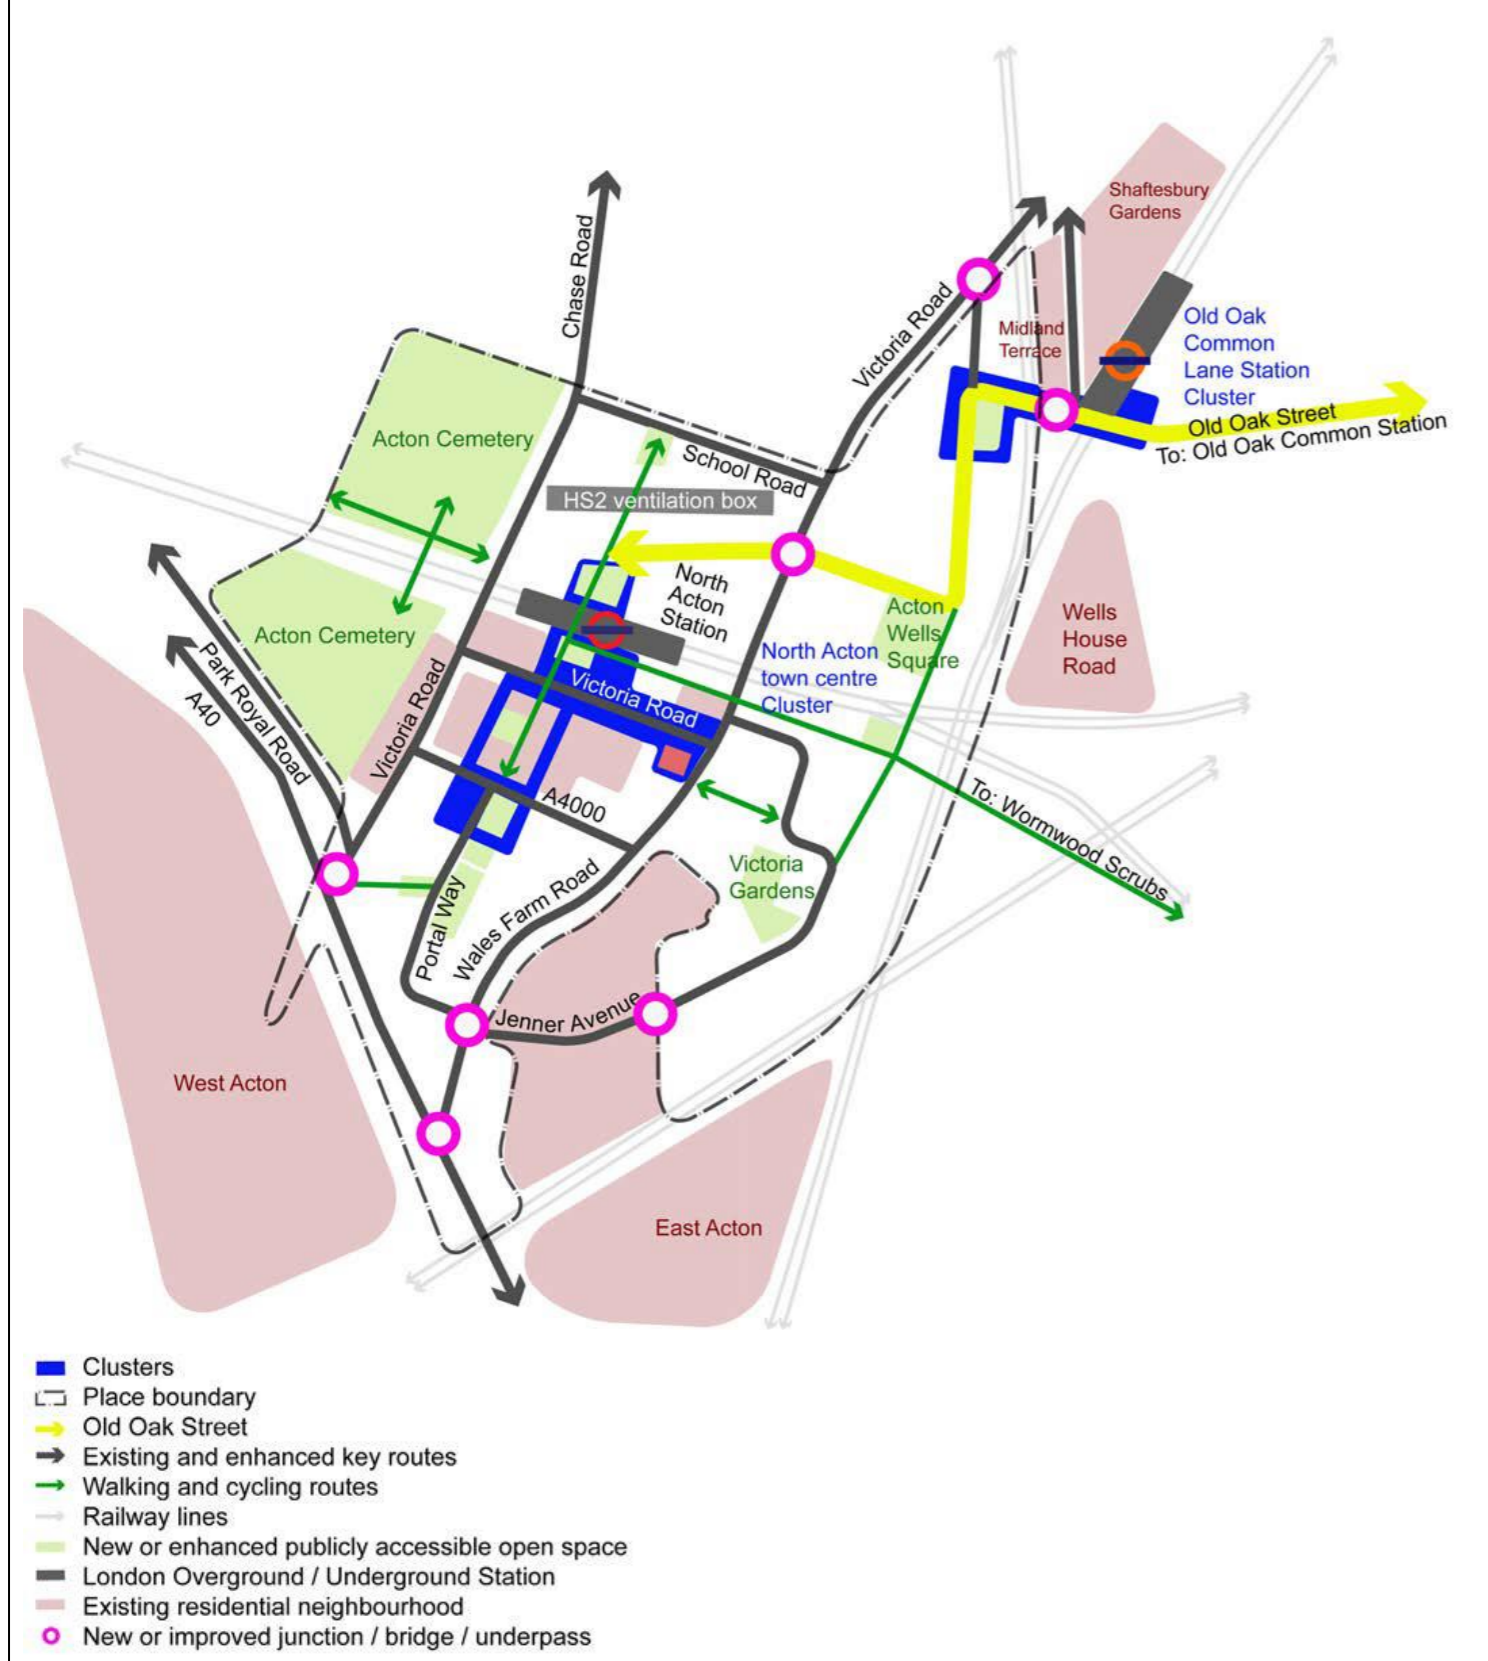 Shaftesbury
Gardens
Chase Road
Victoria Road
Midland
Terrace
Old Oak
Common
Lane Station
Cluster
Old Oak Street
To: Old Oak Common Station
Acton Cemetery
School Road
HS2 ventilation box
North
Acton
Station
Acton
Wells
Square
Wells
House
Road
Acton Cemetery
North Acton
town centre
Cluster
Park Royal Road
A40
Victoria Road
Victoria Road
A4000
To: Wormwood Scrubs
Victoria
Gardens
Portal Way
Wales Farm Road
Jenner Avenue
West Acton
East Acton
Clusters
Place boundary
Old Oak Street
Existing and enhanced key routes
Walking and cycling routes
Railway lines
New or enhanced publicly accessible open space
London Overground / Underground Station
Existing residential neighbourhood
New or improved junction / bridge / underpass